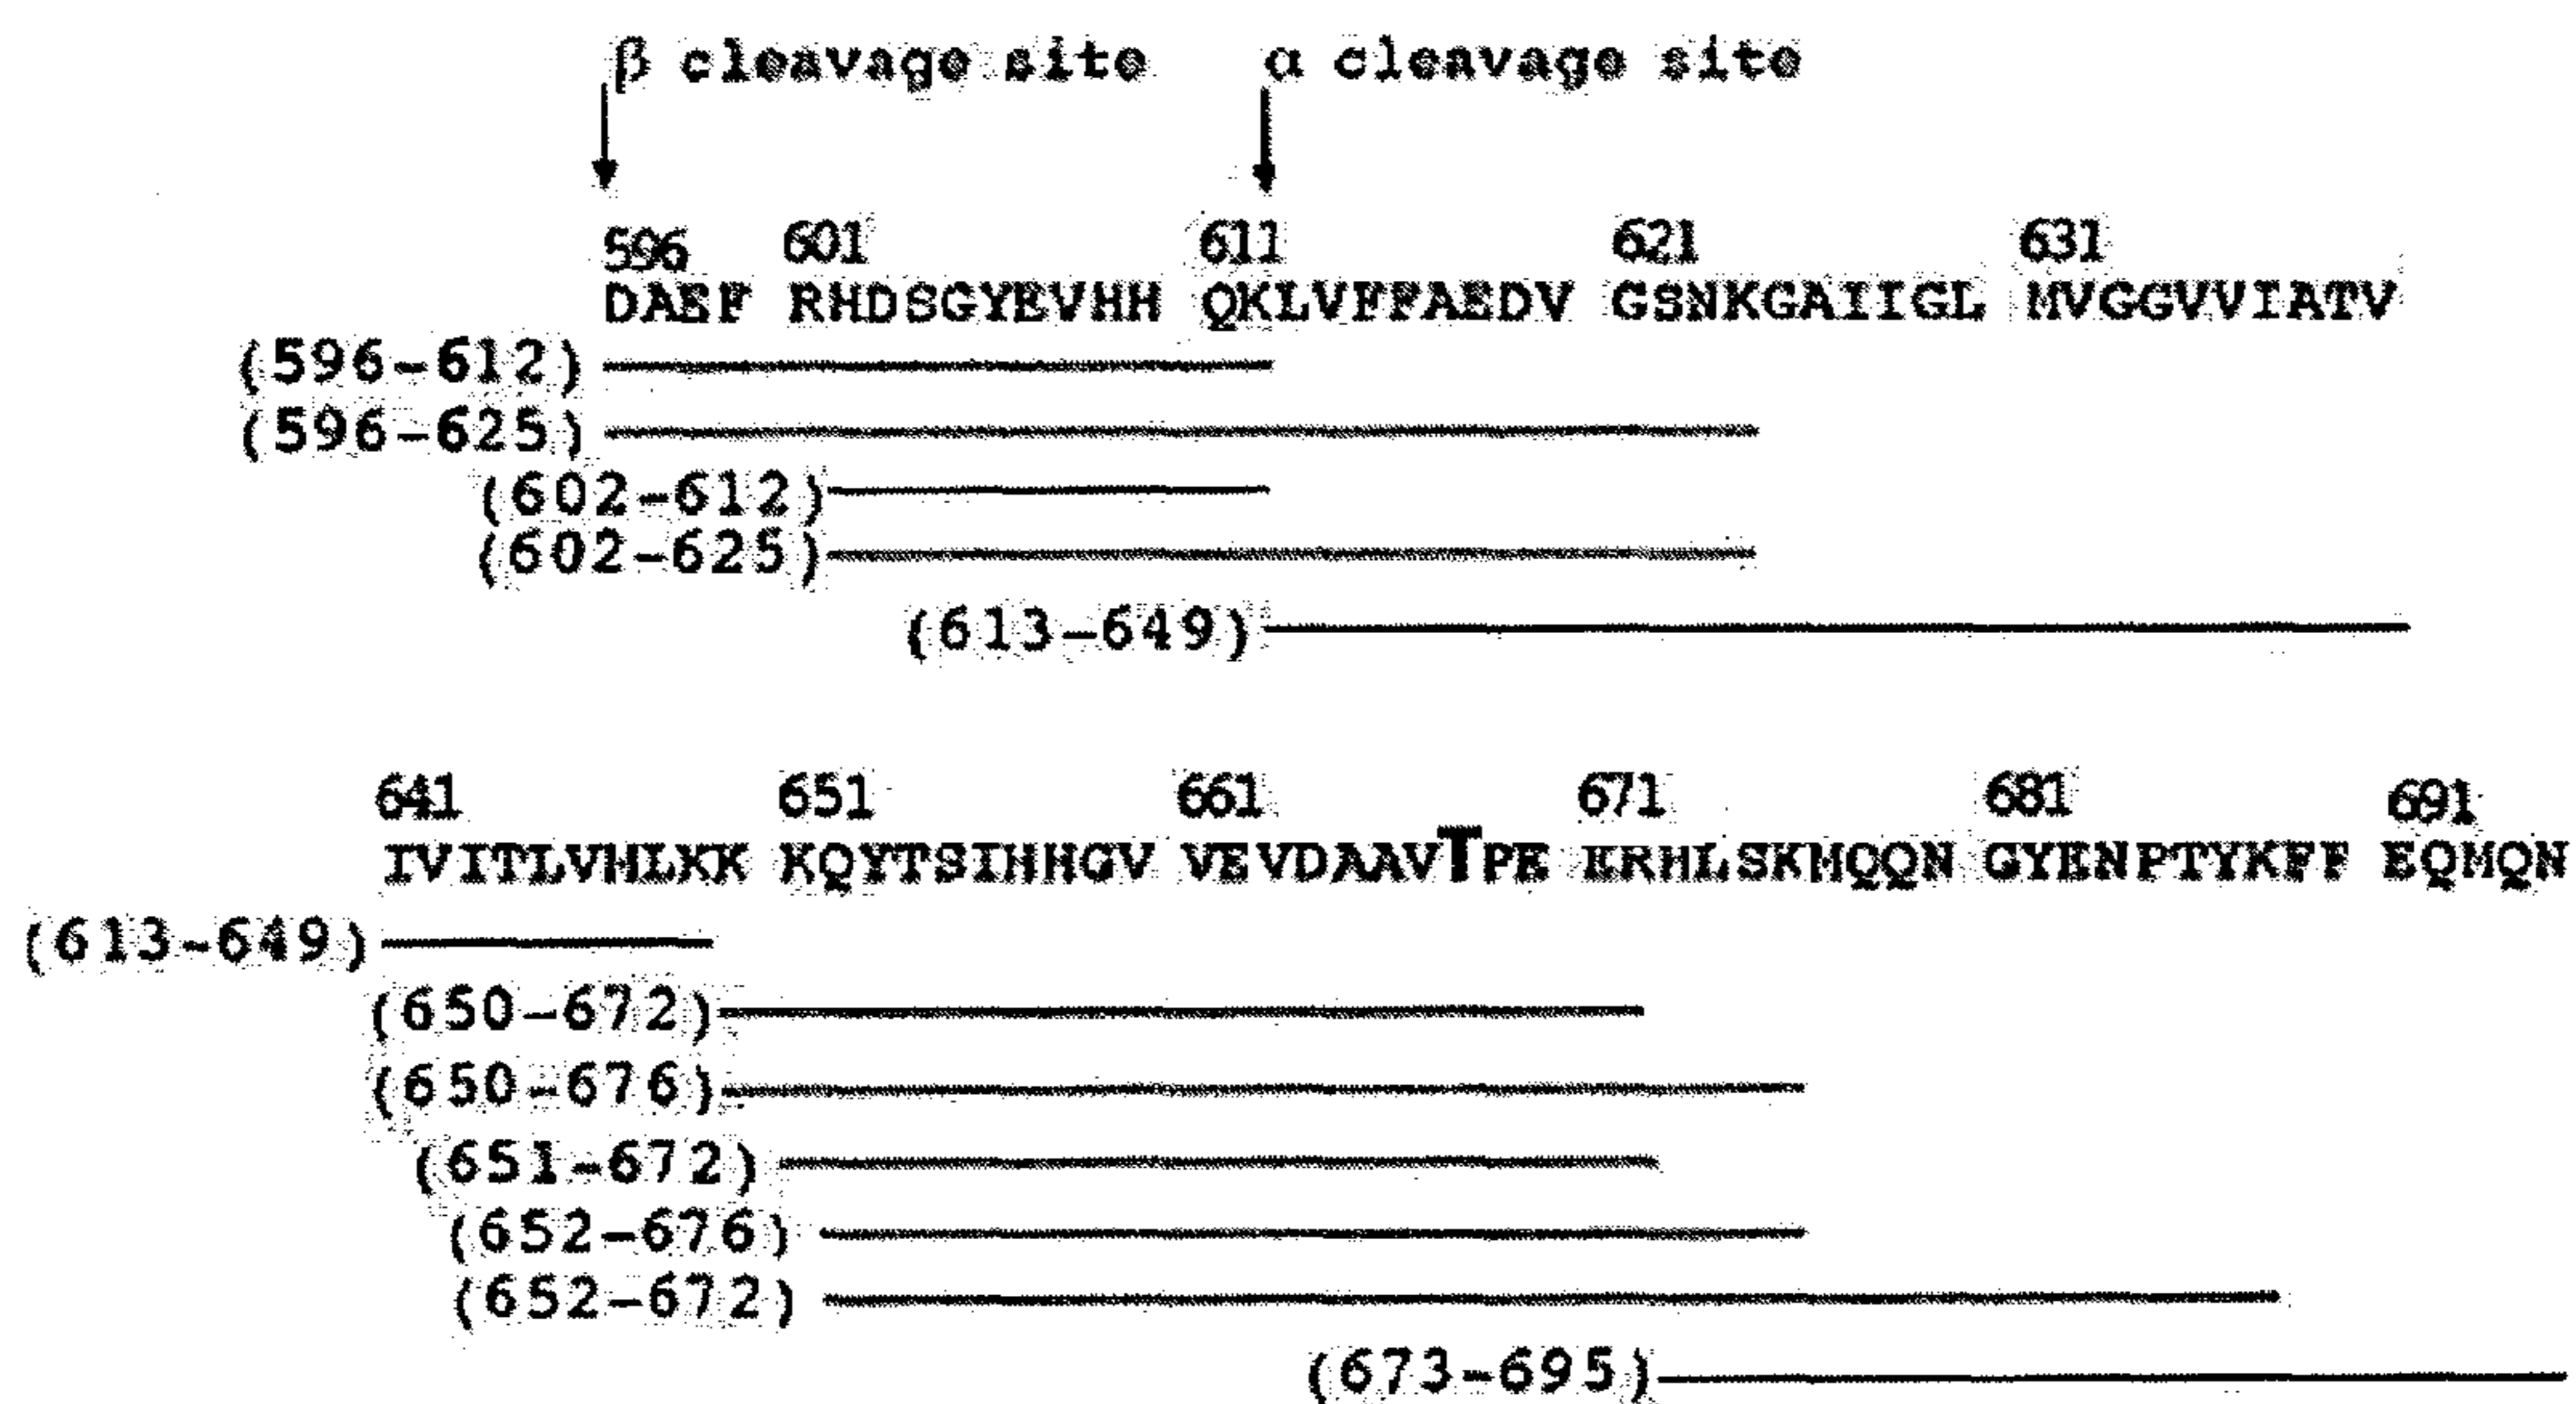 β cleavage site α cleavage site
596 601 611 621 631
DAEF RHDSGYEVHH QKLVFFAEDV GSNKGAIIGL MVGGVVIATV
(596-612)
(596-625)
(602-612)
(602-625)
(613-649)
641 651 661 671 681 691
IVITLVHLKK KQYTSIHHGV VEVDAAVTPE ERHLSKMQQN GYENPTYKFF EQMQN
(613-649)
(650-672)
(650-676)
(651-672)
(652-676)
(652-672)
(673-695)